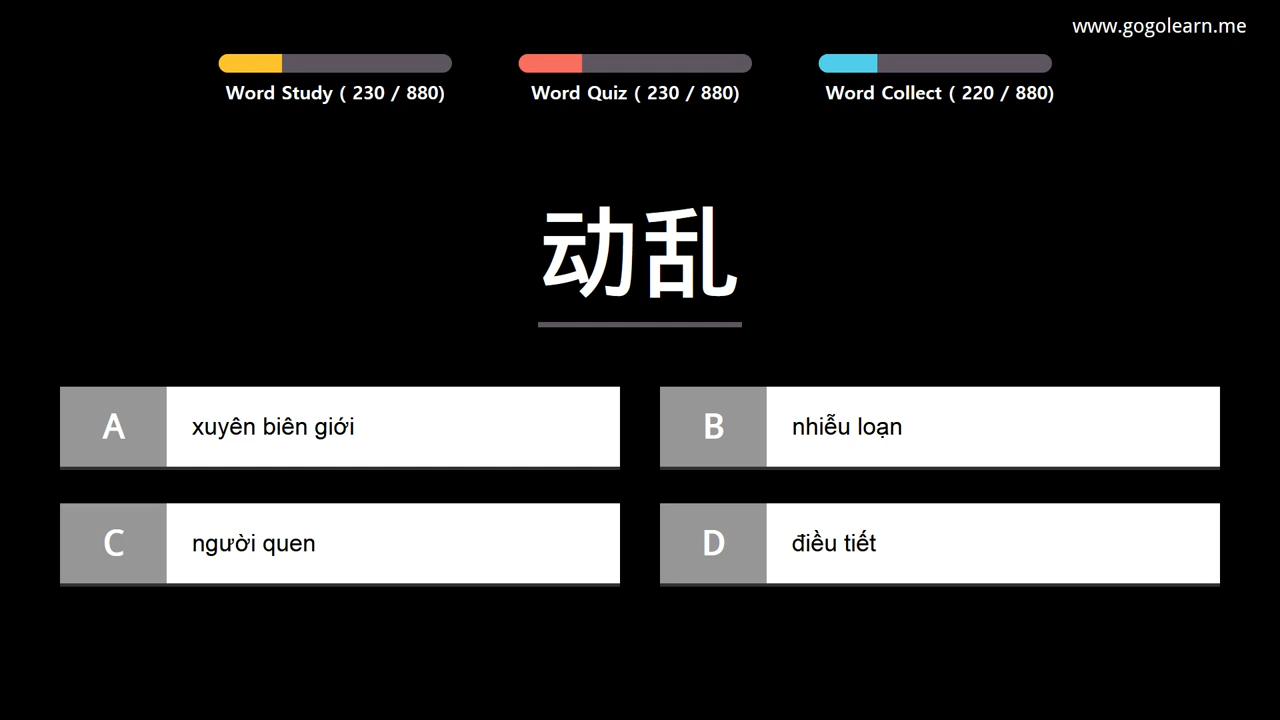 www.gogolearn.me
Word Study ( 230 / 880)
Word Quiz ( 230 / 880)
Word Collect ( 220 / 880)
动乱
A
xuyên biên giới
B
nhiễu loạn
C
người quen
D
điều tiết